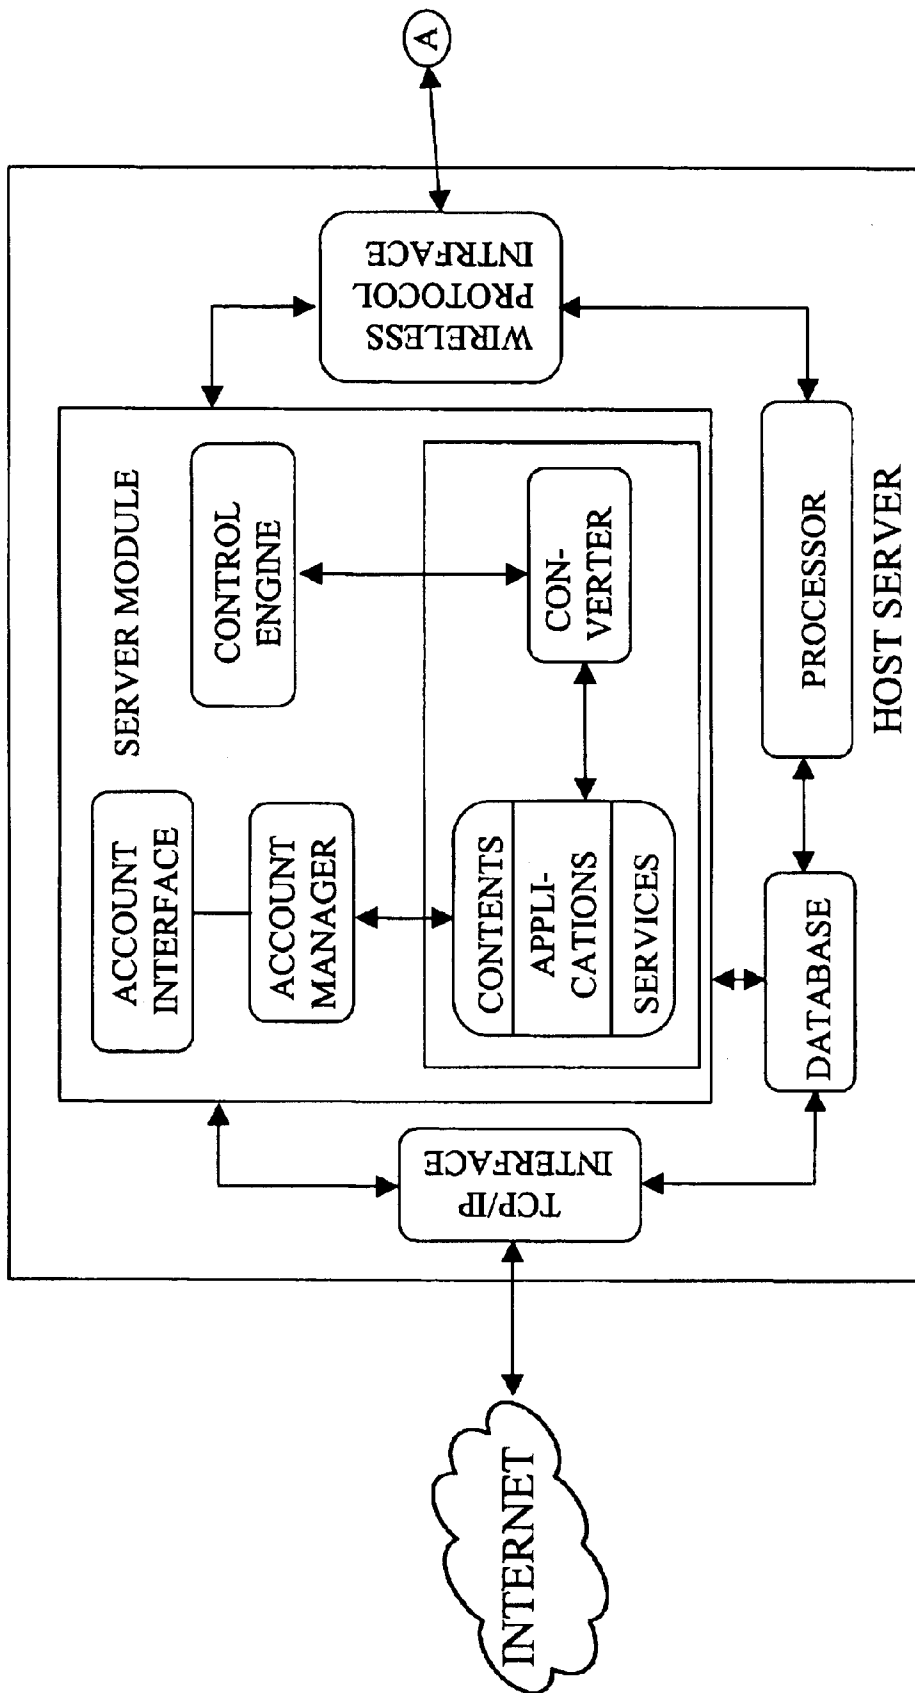 SERVER MODULE
ACCOUNT
INTERFACE
ACCOUNT
MANAGER
CONTROL
ENGINE
CONTENTS
APPLI-
CATIONS
SERVICES
CON-
VERTER
TCP/IP
INTERFACE
WIRELESS
PROTOCOL
INTRFACE
A
INTERNET
DATABASE
PROCESSOR
HOST SERVER